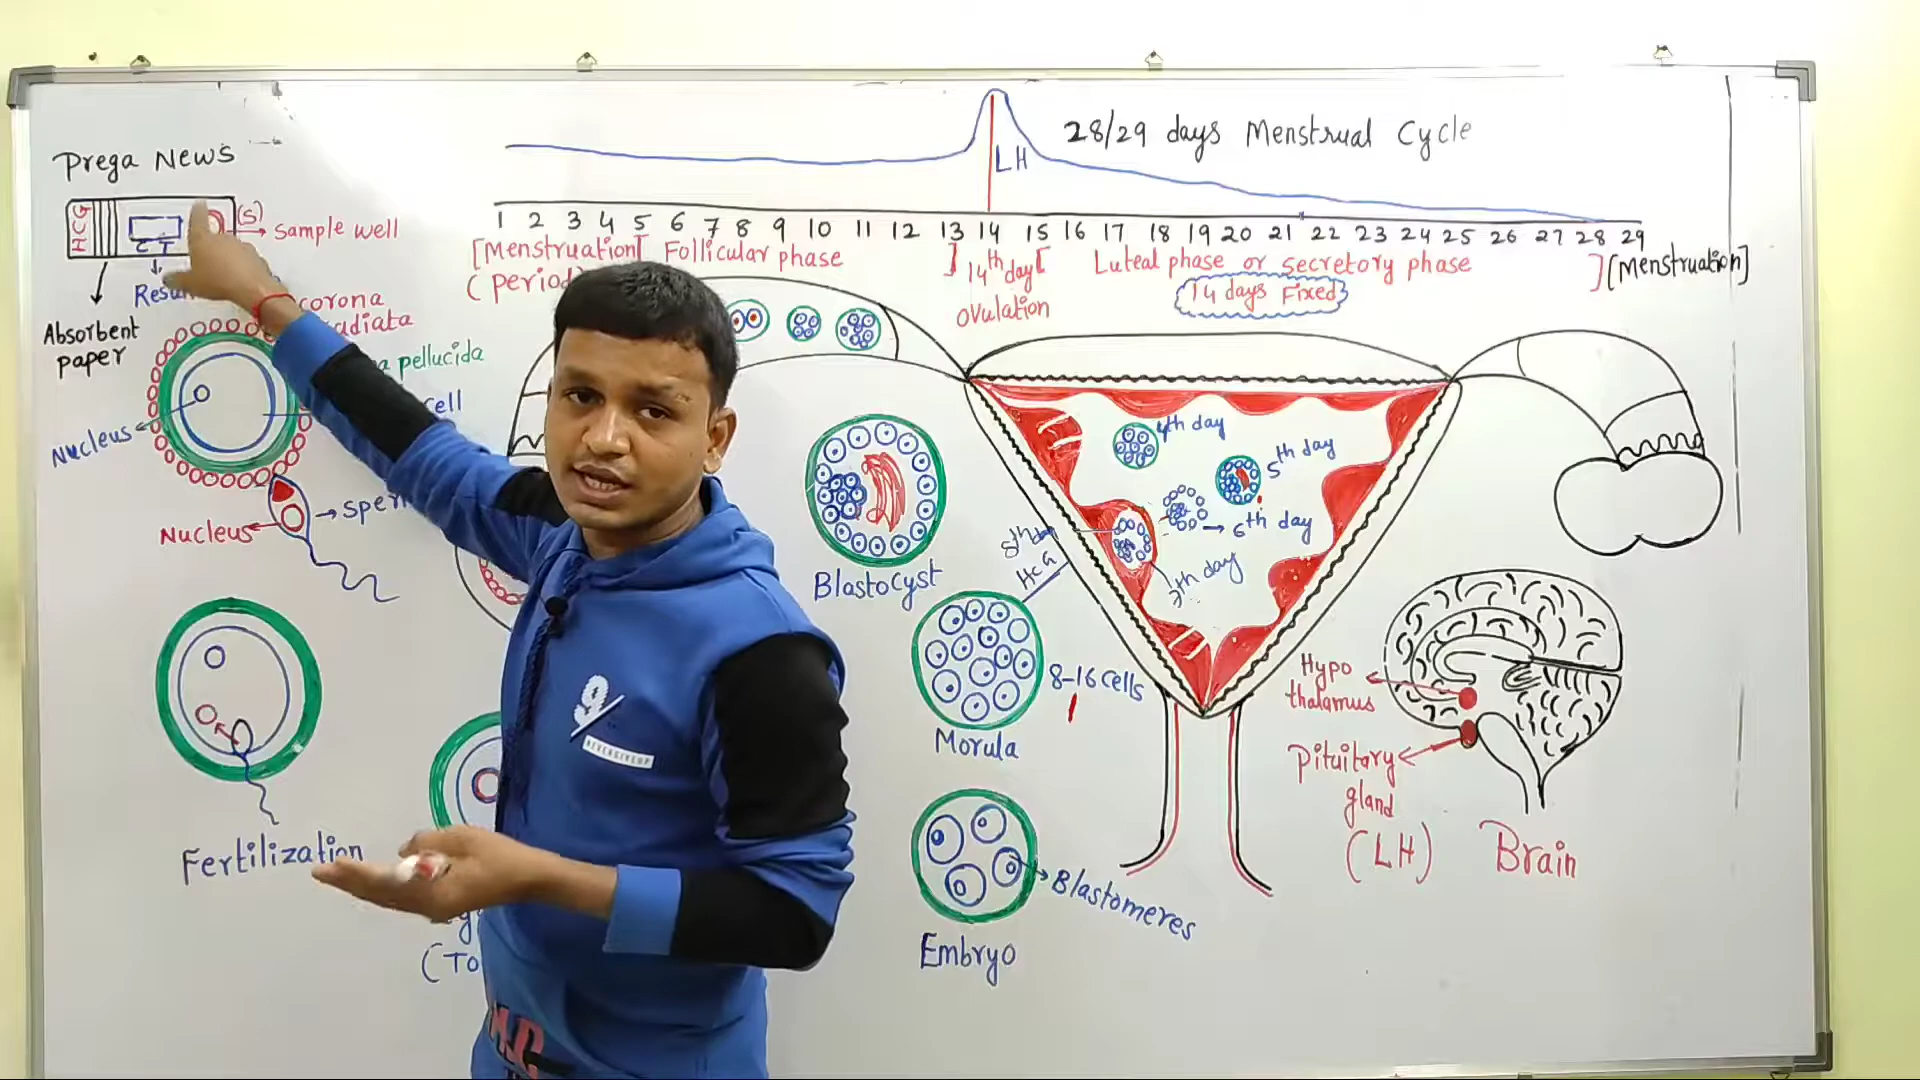 Prega News
28/29 days Menstrual Cycle
LH
HCG
C T
(S)
Sample well
1 2 3 4 5 6 7 8 9 10 11 12 13 14 15 16 17 18 19 20 21 22 23 24 25 26 27 28 29
[Menstruation[ Follicular phase ] 14th day [ Luteal phase or secretory phase ] [Menstruation]
ovulation
14 days Fixed
Absorbent
paper
corona
Nucleus
Nucleus
Blastocyst
4th day
5th day
6th day
7th day
8th day
HCG
8-16 cells
Morula
Hypo
thalamus
Pituitary
gland
(LH)
Brain
Fertilization
Blastomeres
Embryo
9/
NEVERGIVEUP